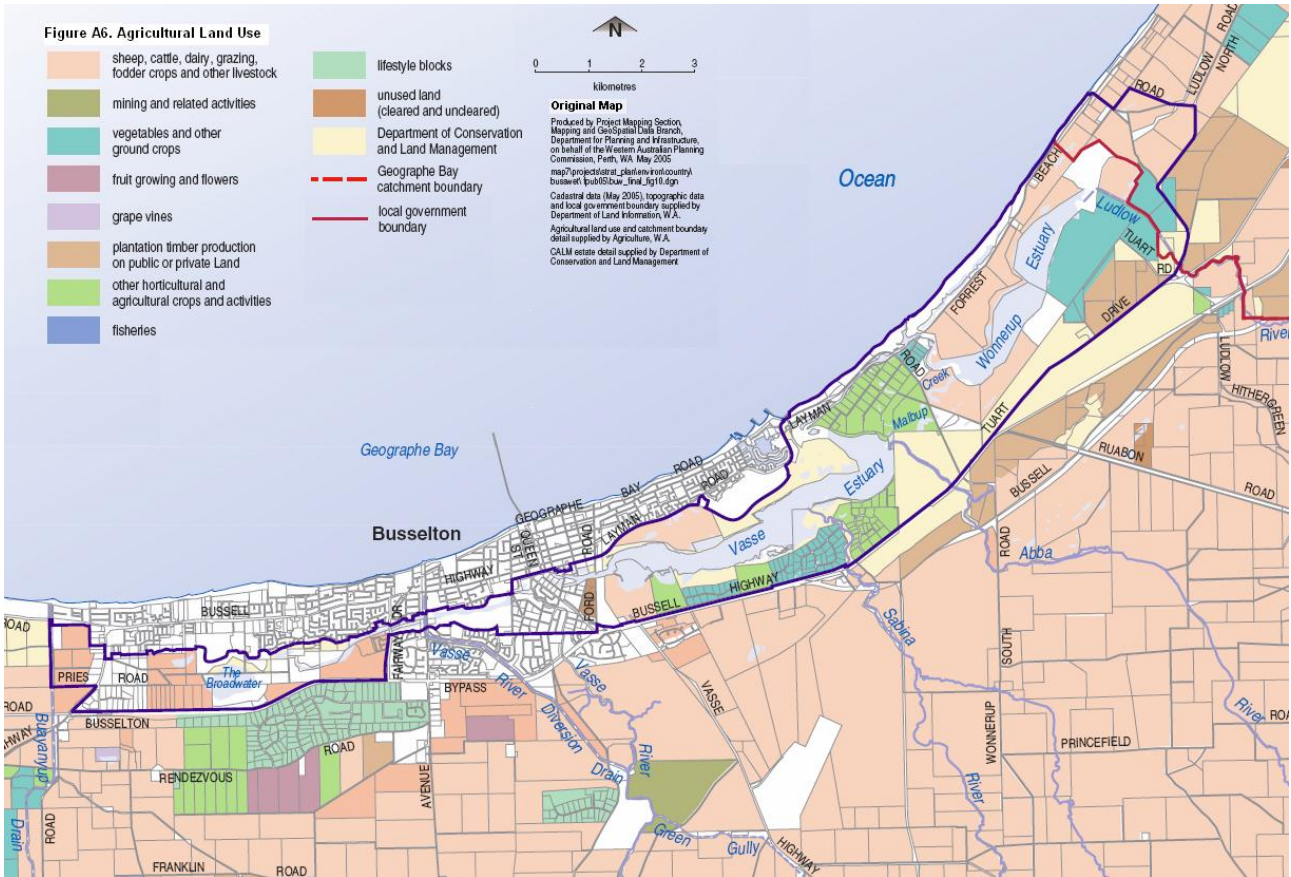 Figure A6. Agricultural Land Use
sheep, cattle, dairy, grazing,
fodder crops and other livestock
mining and related activities
vegetables and other
ground crops
fruit growing and flowers
grape vines
plantation timber production
on public or private Land
other horticultural and
agricultural crops and activities
fisheries
lifestyle blocks
unused land
(cleared and uncleared)
Department of Conservation
and Land Management
Geographe Bay
catchment boundary
local government
boundary
N
0 1 2 3
kilometres
Original Map
Produced by Project Mapping Section,
Mapping and GeoSpatial Data Branch,
Department for Planning and Infrastructure,
on behalf of the Western Australian Planning
Commission, Perth, WA May 2005
Cadastral data (May 2005), topographic data
and local government boundary supplied by
Department of Land Information, W.A.
Agricultural land use and catchment boundary
detail supplied by Agriculture, W.A.
CALM estate detail supplied by Department of
Conservation and Land Management
Ocean
ROAD
LUDLOW
NORTH
ROAD
BEACH
Ludlow
Estuary
TUART
RD
FORREST
DRIVE
Wonnerup
River
LUDLOW
HITHERGREEN
ROAD
Creek
Malbup
LAYMAN
TUART
RUABON
ROAD
BUSSELL
Geographe Bay
GEOGRAPHE BAY ROAD
LAYMAN ROAD
Estuary
Vasse
Busselton
QUEEN ST
ROAD
FORD
HIGHWAY
BUSSELL
BUSSELL HIGHWAY
ROAD
Abba
River
Sabina
River
WONNERUP
SOUTH
ROAD
PRINCEFIELD
ROAD
PRIES
ROAD
The
Broadwater
FAIRWAY
DR
Vasse
River
Diversion
Drain
BYPASS
Vasse
River
VASSE
HIGHWAY
BUSSELTON
ROAD
Buayanyup
Drain
ROAD
RENDEZVOUS
ROAD
AVENUE
Green
Gully
FRANKLIN
ROAD